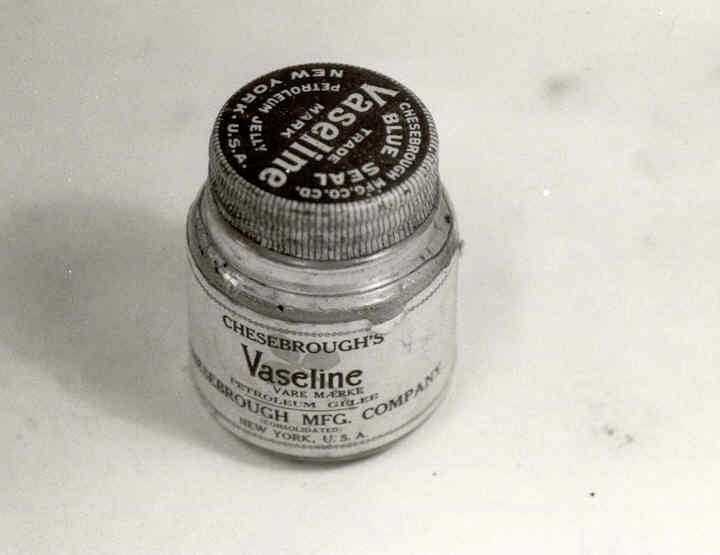 CHESEBROUGH MFG.CO.CD.
BLUE SEAL
Vaseline
TRADE
MARK
PETROLEUM JELLY
NEW YORK, U.S.A.
CHESEBROUGH'S
Vaseline
VARE MÆRKE
PETROLEUM GELEE
CHESEBROUGH MFG. COMPANY
(CONSOLIDATED)
NEW YORK, U. S. A.